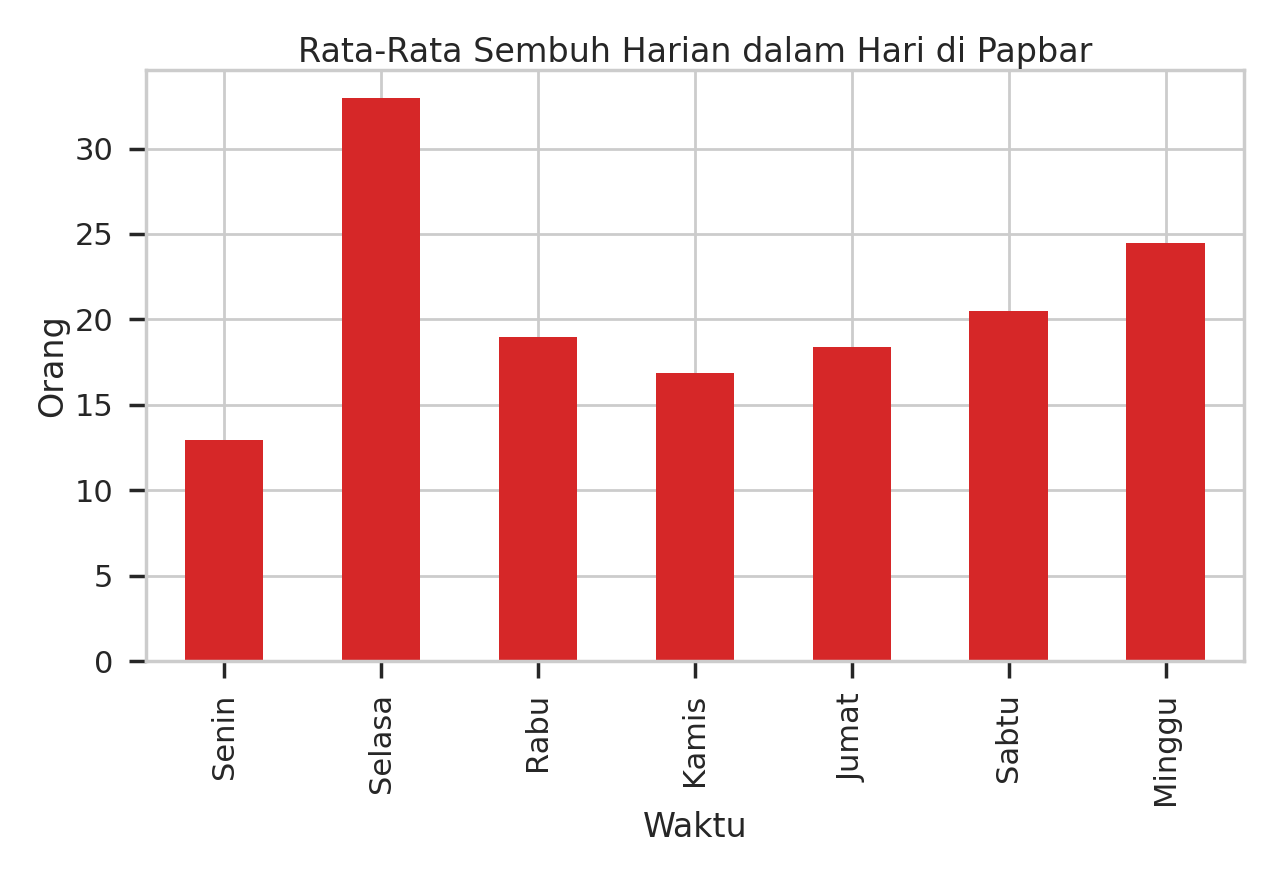 Rata-Rata Sembuh Harian dalam Hari di Papbar
Orang
30
25
20
15
10
5
0
Senin
Selasa
Rabu
Kamis
Jumat
Sabtu
Minggu
Waktu